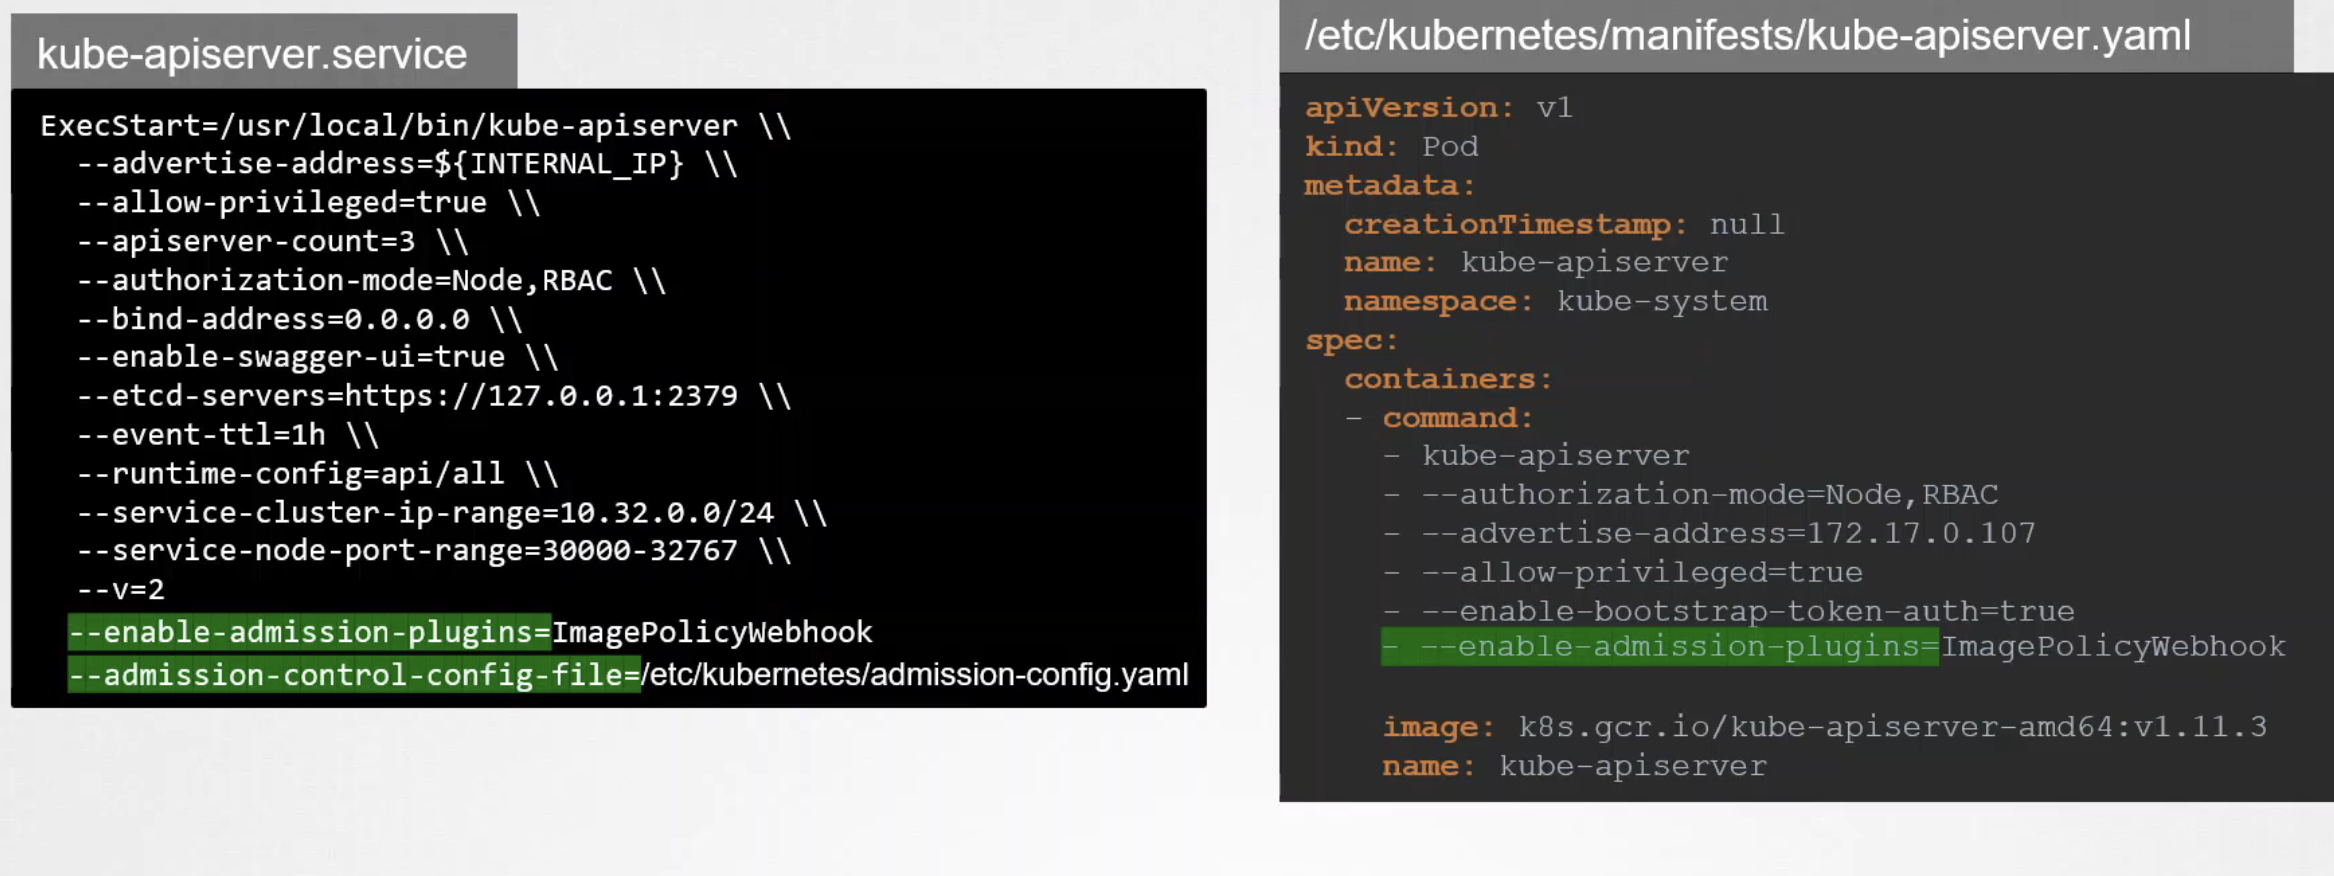 kube-apiserver.service
ExecStart=/usr/local/bin/kube-apiserver \\
--advertise-address=${INTERNAL_IP} \\
--allow-privileged=true \\
--apiserver-count=3 \\
--authorization-mode=Node,RBAC \\
--bind-address=0.0.0.0 \\
--enable-swagger-ui=true \\
--etcd-servers=https://127.0.0.1:2379 \\
--event-ttl=1h \\
--runtime-config=api/all \\
--service-cluster-ip-range=10.32.0.0/24 \\
--service-node-port-range=30000-32767 \\
--v=2
--enable-admission-plugins=ImagePolicyWebhook
--admission-control-config-file=/etc/kubernetes/admission-config.yaml
/etc/kubernetes/manifests/kube-apiserver.yaml
apiVersion: v1
kind: Pod
metadata:
  creationTimestamp: null
  name: kube-apiserver
  namespace: kube-system
spec:
  containers:
  - command:
    - kube-apiserver
    - --authorization-mode=Node,RBAC
    - --advertise-address=172.17.0.107
    - --allow-privileged=true
    - --enable-bootstrap-token-auth=true
    - --enable-admission-plugins=ImagePolicyWebhook
    image: k8s.gcr.io/kube-apiserver-amd64:v1.11.3
    name: kube-apiserver